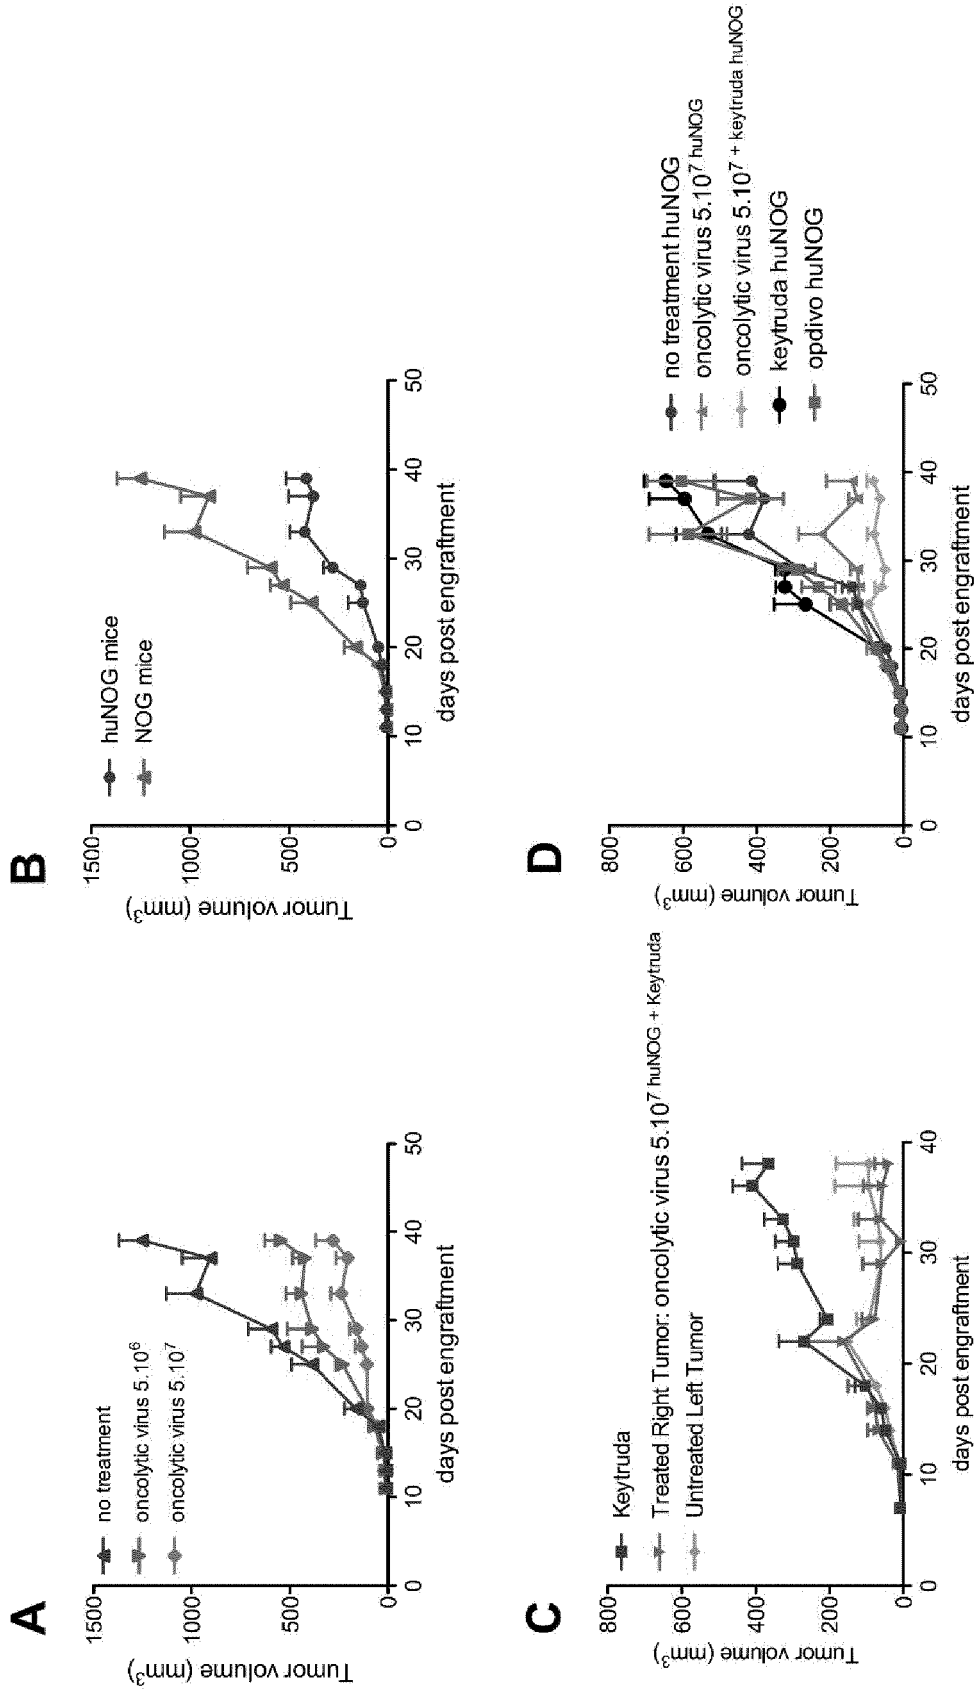 A
1500
1000
500
0
Tumor volume (mm3)
no treatment
oncolytic virus 5.10^6
oncolytic virus 5.10^7
0
10
20
30
40
50
days post engraftment
B
1500
1000
500
0
Tumor volume (mm3)
huNOG mice
NOG mice
0
10
20
30
40
50
days post engraftment
C
800
600
400
200
0
Tumor volume (mm3)
Keytruda
Treated Right Tumor: oncolytic virus 5.10^7 huNOG + Keytruda
Untreated Left Tumor
0
10
20
30
40
days post engraftment
D
800
600
400
200
0
Tumor volume (mm3)
no treatment huNOG
oncolytic virus 5.10^7 huNOG
oncolytic virus 5.10^7 + keytruda huNOG
keytruda huNOG
opdivo huNOG
0
10
20
30
40
50
days post engraftment